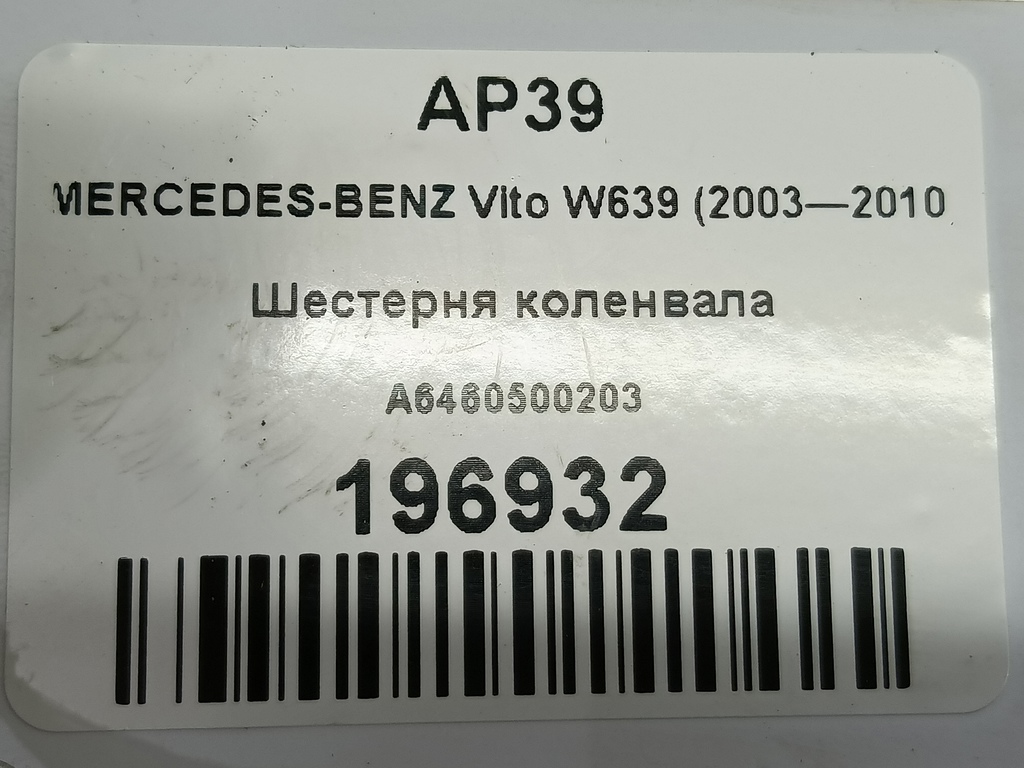 AP39
MERCEDES-BENZ Vito W639 (2003—2010
Шестерня коленвала
A6460500203
196932